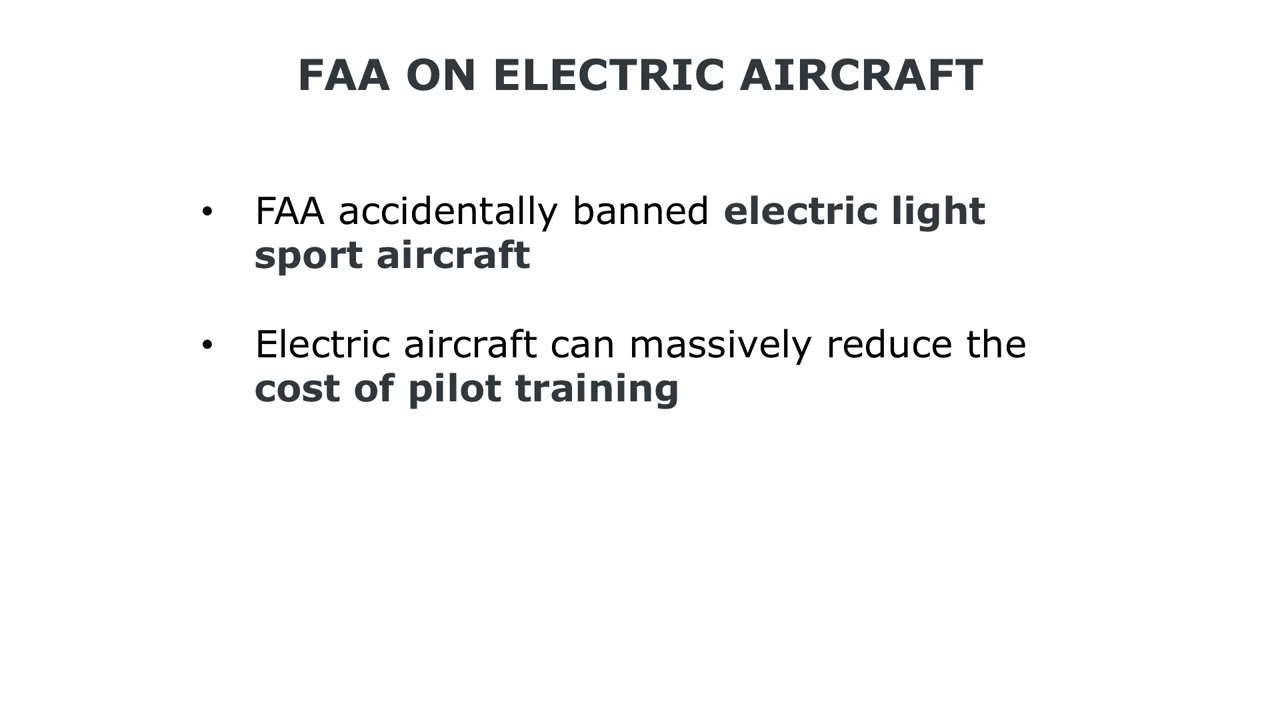 FAA ON ELECTRIC AIRCRAFT
• FAA accidentally banned electric light
sport aircraft
• Electric aircraft can massively reduce the
cost of pilot training